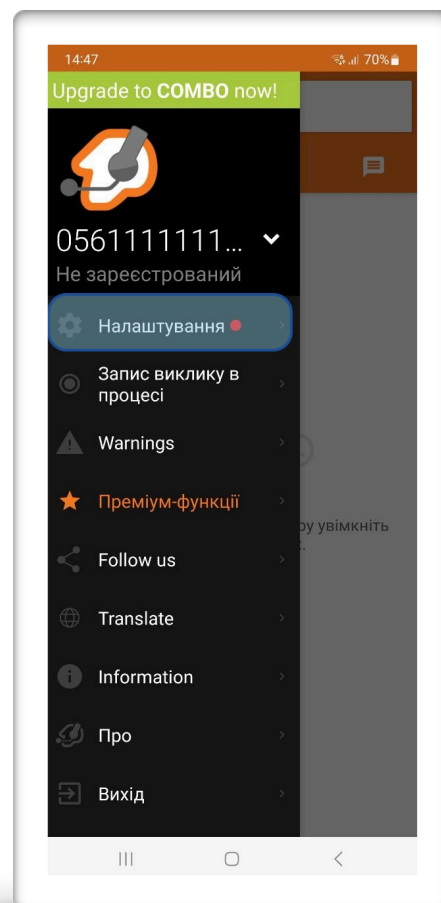 14:47
70%
Upgrade to COMBO now!
0561111111...
Не зареєстрований
Налаштування
Запис виклику в
процесі
Warnings
Преміум-функції
ру увімкніть
Follow us
Translate
Information
Про
Вихід